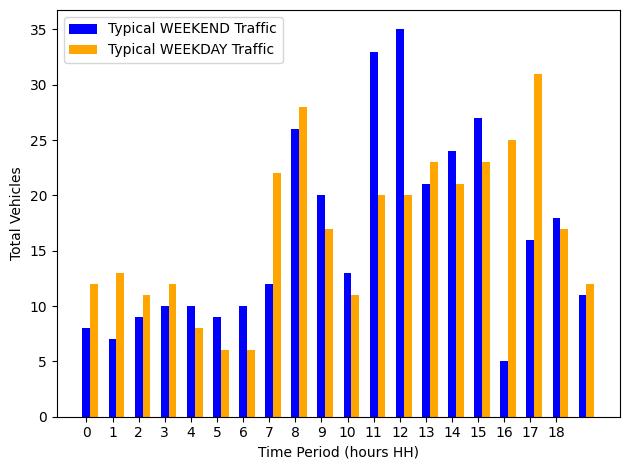 Typical WEEKEND Traffic
Typical WEEKDAY Traffic
35
30
25
20
15
10
5
0
Total Vehicles
0 1 2 3 4 5 6 7 8 9 10 11 12 13 14 15 16 17 18
Time Period (hours HH)